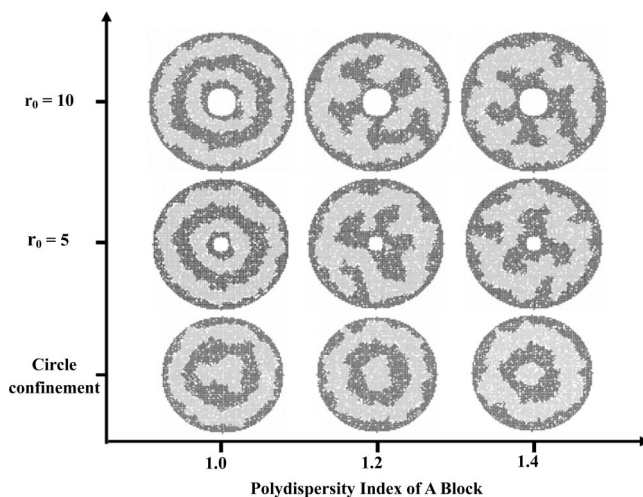 r₀ = 10
r₀ = 5
Circle
confinement
1.0
1.2
1.4
Polydispersity Index of A Block